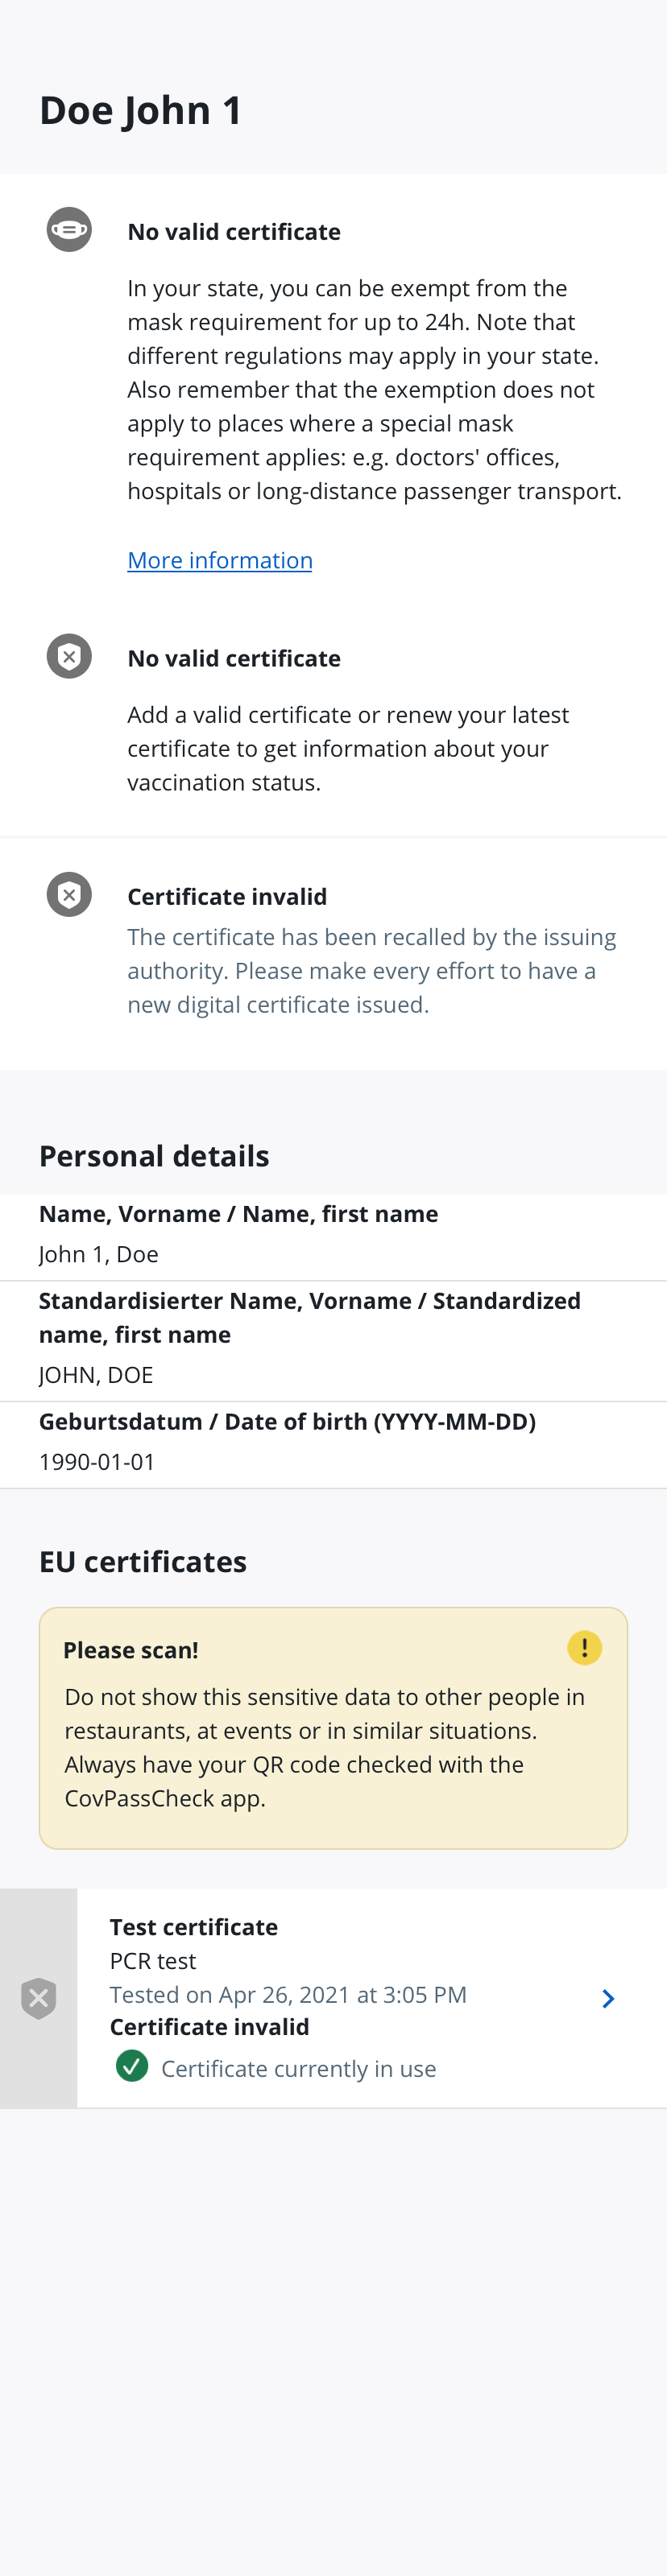 Doe John 1
No valid certificate
In your state, you can be exempt from the
mask requirement for up to 24h. Note that
different regulations may apply in your state.
Also remember that the exemption does not
apply to places where a special mask
requirement applies: e.g. doctors' offices,
hospitals or long-distance passenger transport.
More information
No valid certificate
Add a valid certificate or renew your latest
certificate to get information about your
vaccination status.
Certificate invalid
The certificate has been recalled by the issuing
authority. Please make every effort to have a
new digital certificate issued.
Personal details
Name, Vorname / Name, first name
John 1, Doe
Standardisierter Name, Vorname / Standardized
name, first name
JOHN, DOE
Geburtsdatum / Date of birth (YYYY-MM-DD)
1990-01-01
EU certificates
Please scan!
Do not show this sensitive data to other people in
restaurants, at events or in similar situations.
Always have your QR code checked with the
CovPassCheck app.
Test certificate
PCR test
Tested on Apr 26, 2021 at 3:05 PM
Certificate invalid
Certificate currently in use